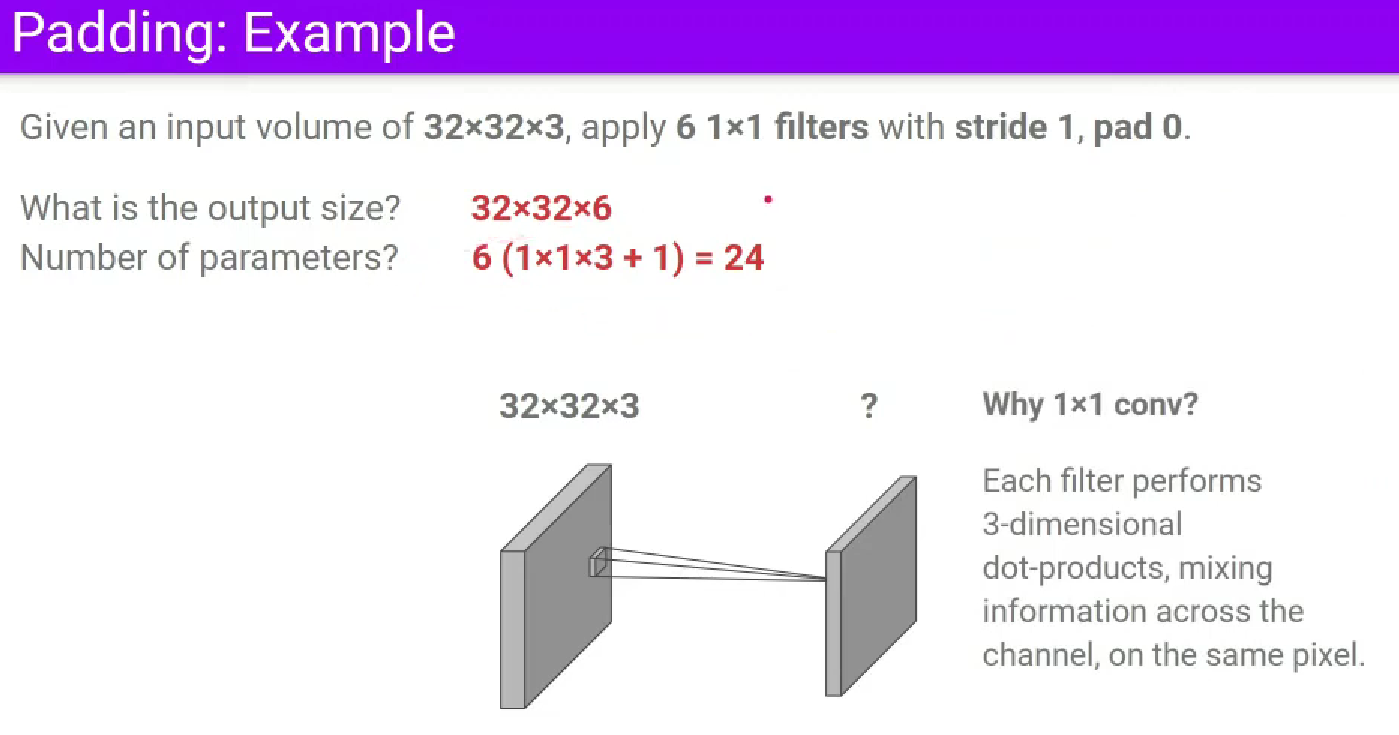 Padding: Example
Given an input volume of 32×32×3, apply 6 1×1 filters with stride 1, pad 0.
What is the output size? 32×32×6
Number of parameters? 6 (1×1×3 + 1) = 24
32×32×3
?
Why 1×1 conv?
Each filter performs
3-dimensional
dot-products, mixing
information across the
channel, on the same pixel.